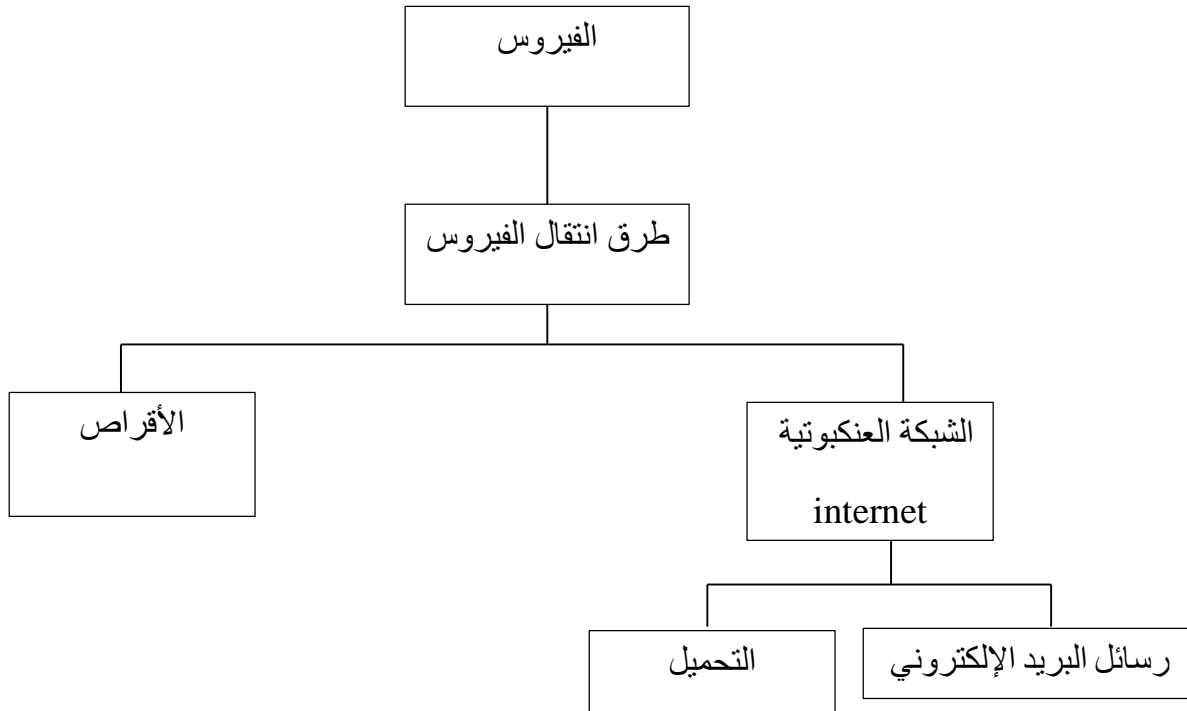 الفيروس
طرق انتقال الفيروس
الشبكة العنكبوتية
internet
الأقراص
رسائل البريد الإلكتروني
التحميل